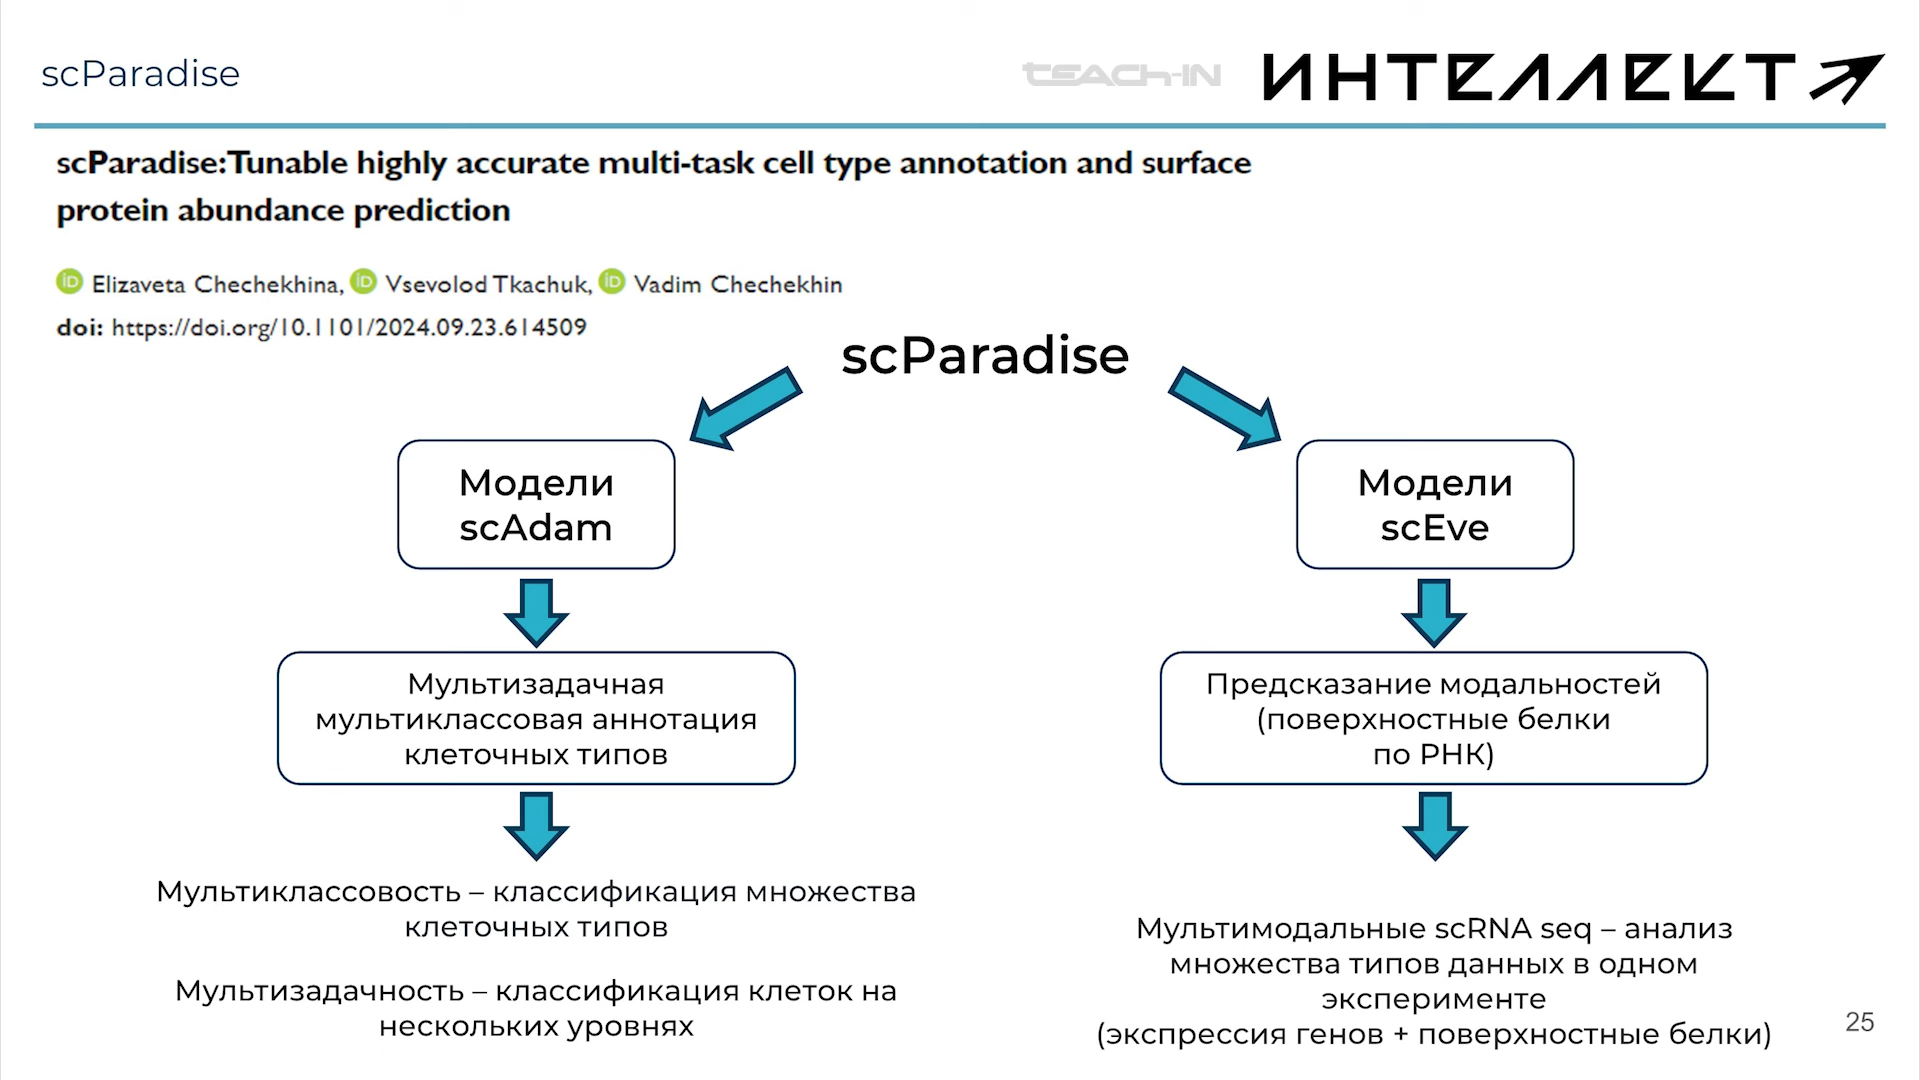 scParadise
TEACH-IN
ИНТЕЛЛЕКТ
scParadise:Tunable highly accurate multi-task cell type annotation and surface
protein abundance prediction
iD Elizaveta Chechekhina, iD Vsevolod Tkachuk, iD Vadim Chechekhin
doi: https://doi.org/10.1101/2024.09.23.614509
scParadise
Модели
scAdam
Модели
scEve
Мультизадачная
мультиклассовая аннотация
клеточных типов
Предсказание модальностей
(поверхностные белки
по РНК)
Мультиклассовость – классификация множества
клеточных типов
Мультизадачность – классификация клеток на
нескольких уровнях
Мультимодальные scRNA seq – анализ
множества типов данных в одном
эксперименте
(экспрессия генов + поверхностные белки)
25